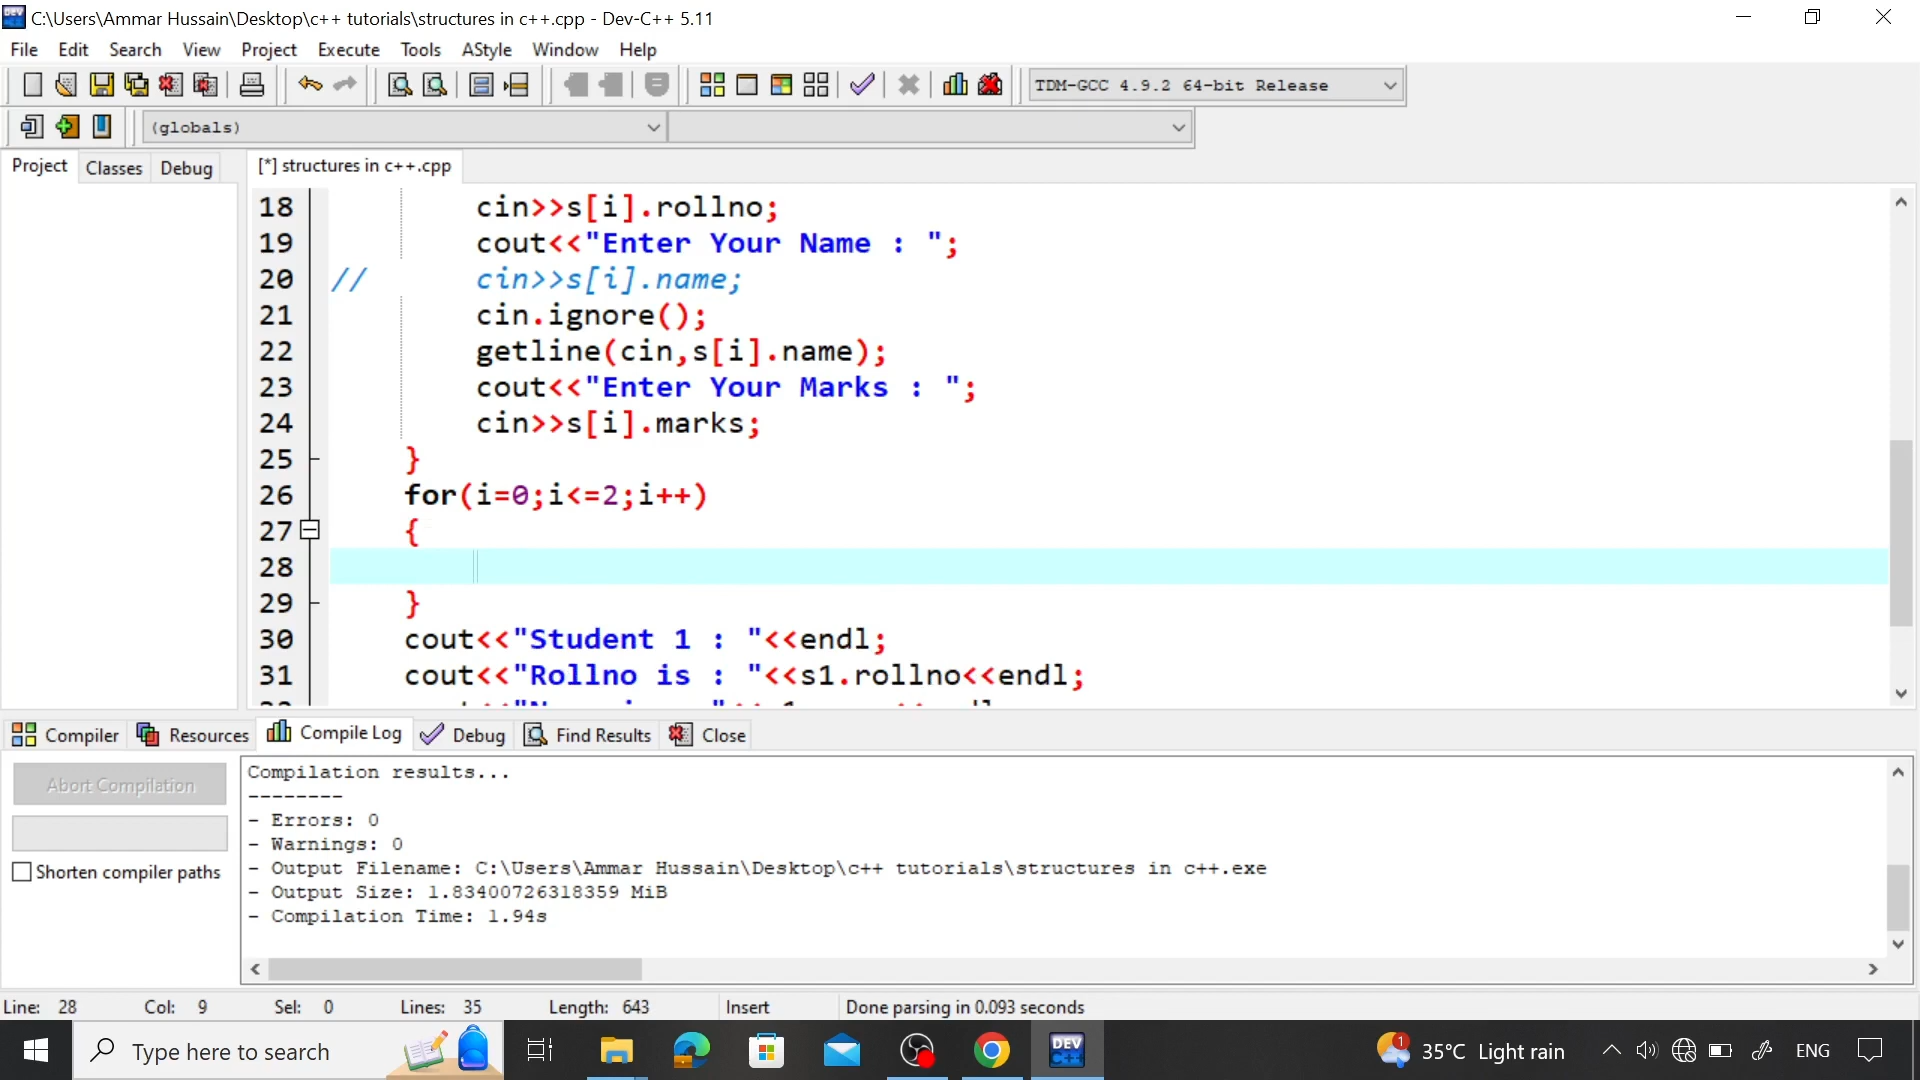 C:\Users\Ammar Hussain\Desktop\c++ tutorials\structures in c++.cpp - Dev-C++ 5.11
File Edit Search View Project Execute Tools AStyle Window Help
TDM-GCC 4.9.2 64-bit Release
(globals)
Project Classes Debug
[*] structures in c++.cpp
18 cin>>s[i].rollno;
19 cout<<"Enter Your Name : ";
20 // cin>>s[i].name;
21 cin.ignore();
22 getline(cin,s[i].name);
23 cout<<"Enter Your Marks : ";
24 cin>>s[i].marks;
25 }
26 for(i=0;i<=2;i++)
27 {
28
29 }
30 cout<<"Student 1 : "<<endl;
31 cout<<"Rollno is : "<<s1.rollno<<endl;
Compiler Resources Compile Log Debug Find Results Close
Abort Compilation
Shorten compiler paths
Compilation results...
--------
- Errors: 0
- Warnings: 0
- Output Filename: C:\Users\Ammar Hussain\Desktop\c++ tutorials\structures in c++.exe
- Output Size: 1.83400726318359 MiB
- Compilation Time: 1.94s
Line: 28 Col: 9 Sel: 0 Lines: 35 Length: 643 Insert Done parsing in 0.093 seconds
Type here to search
DEV C++
1
35°C Light rain
ENG